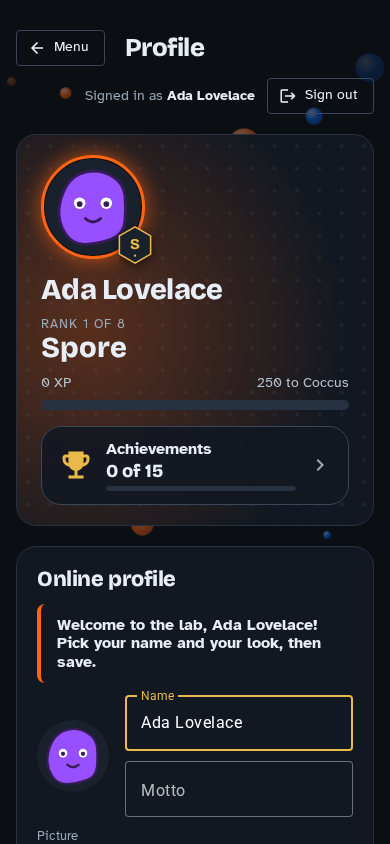 Menu
Profile
Signed in as Ada Lovelace
Sign out
S
Ada Lovelace
RANK 1 OF 8
Spore
0 XP
250 to Coccus
Achievements
0 of 15
Online profile
Welcome to the lab, Ada Lovelace!
Pick your name and your look, then
save.
Name
Ada Lovelace
Motto
Picture